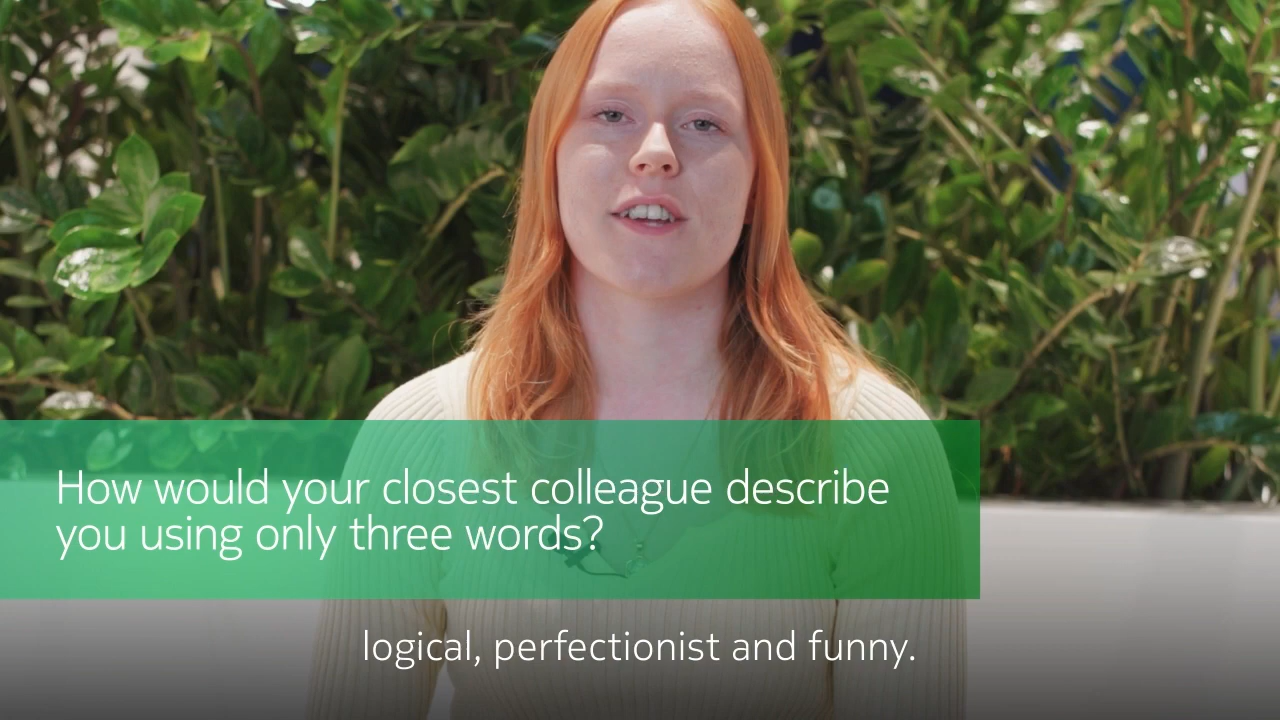 How would your closest colleague describe
you using only three words?
logical, perfectionist and funny.